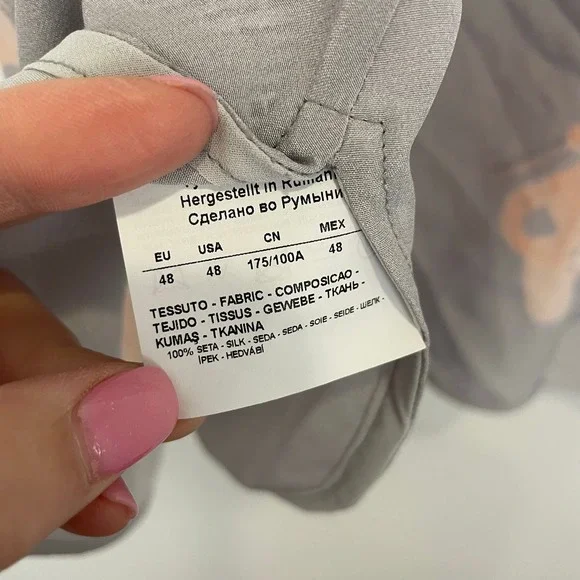 Hergestellt in
Сделано во Румыни
EU USA CN MEX
48 48 175/100A 48
TESSUTO - FABRIC - COMPOSICAO -
TEJIDO - TISSUS - GEWEBE - ТКАНЬ -
KUMAŞ - TKANINA
100% SETA - SILK - SEDA - SEDA - SOIE - SEIDE - ШЕЛК -
İPEK - HEDVÁBÍ